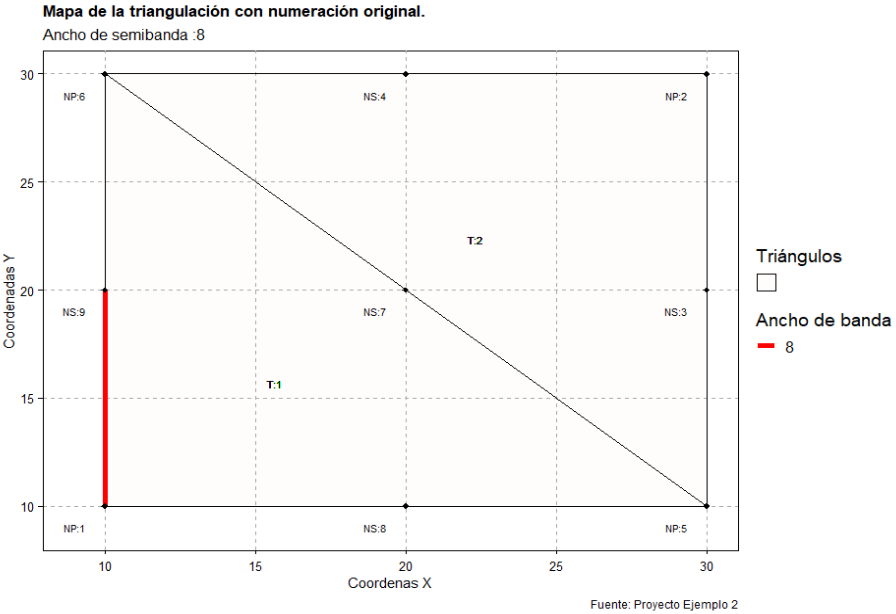 Mapa de la triangulación con numeración original.
Ancho de semibanda :8
30
NP:6
NS:4
NP:2
25
T:2
Triángulos
Coordenadas Y
20
NS:9
NS:7
NS:3
Ancho de banda
8
T:1
15
10
NP:1
NS:8
NP:5
10
15
20
25
30
Coordenas X
Fuente: Proyecto Ejemplo 2